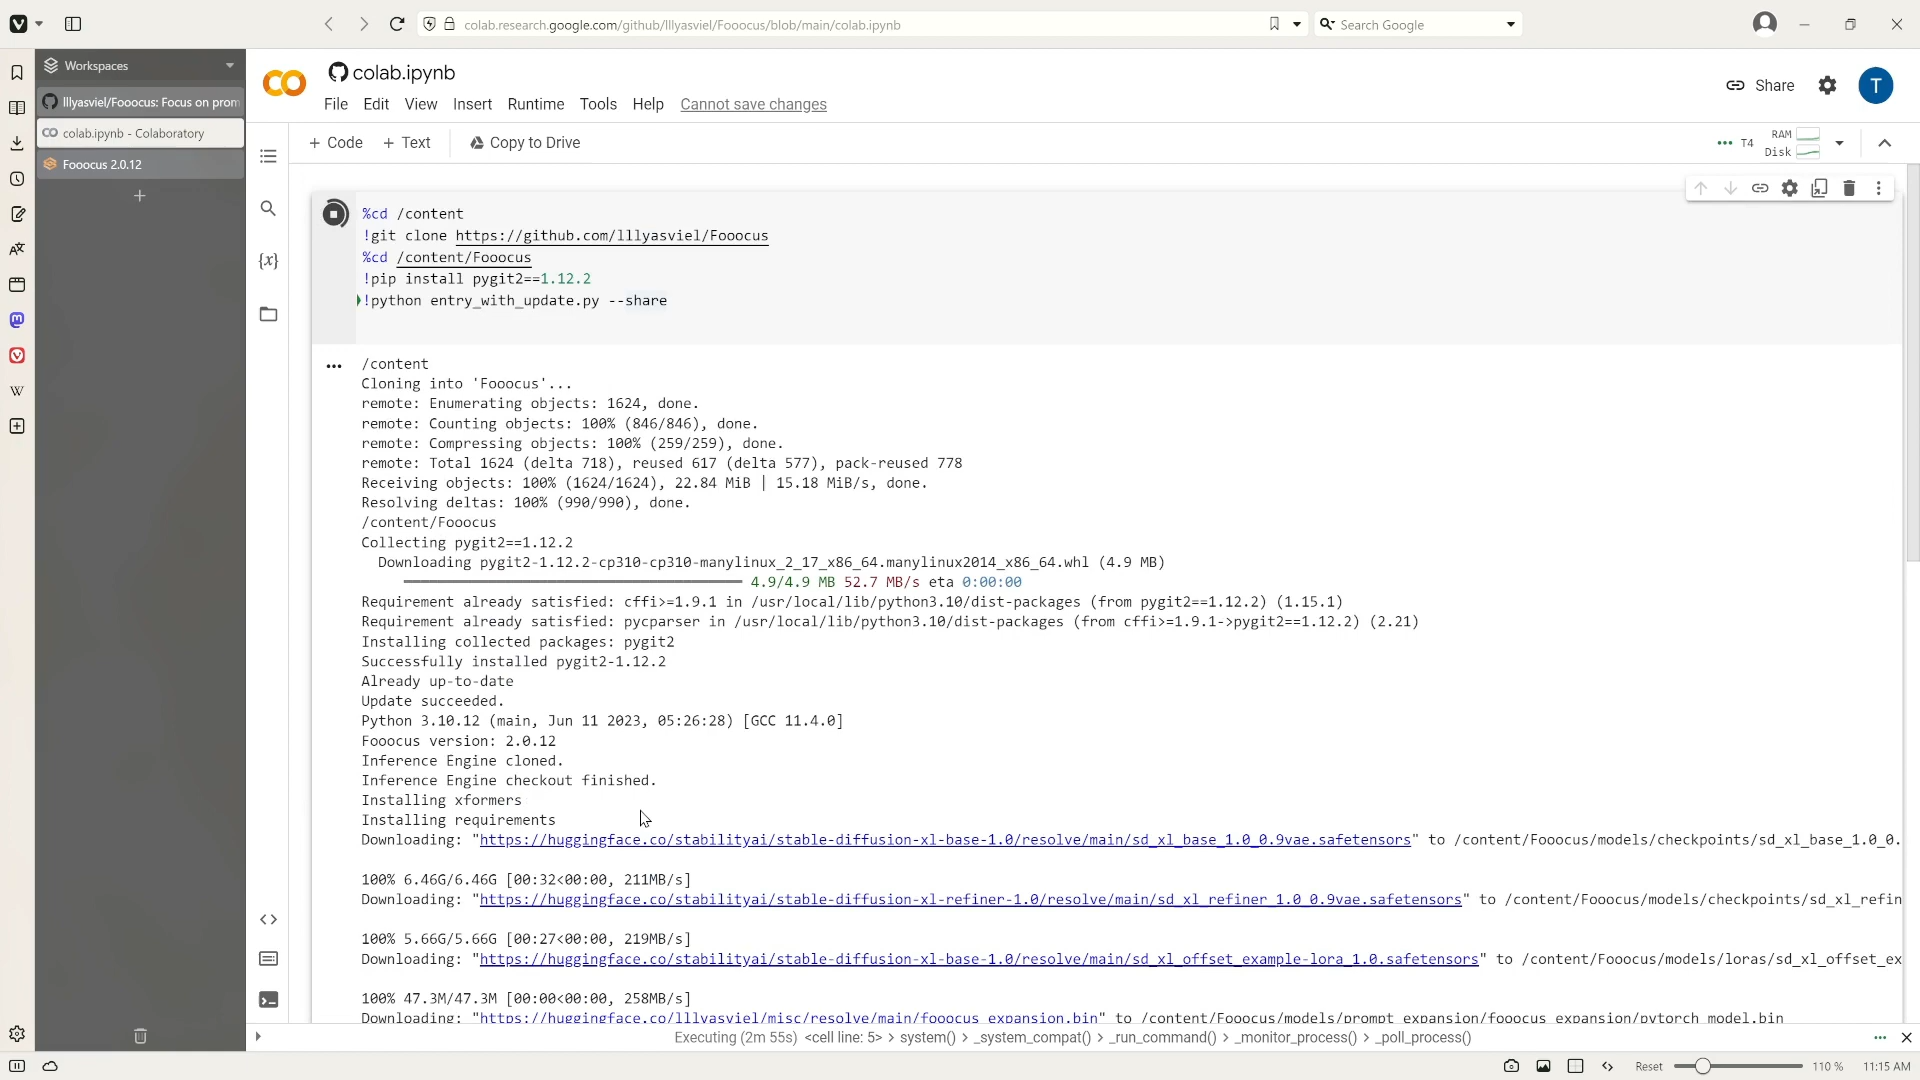 colab.research.google.com/github/lllyasviel/Fooocus/blob/main/colab.ipynb
Search Google
Workspaces
lllyasviel/Fooocus: Focus on prom
colab.ipynb - Colaboratory
Fooocus 2.0.12
CO
colab.ipynb
File Edit View Insert Runtime Tools Help Cannot save changes
Share
T
+ Code + Text Copy to Drive
T4 RAM
Disk
%cd /content
!git clone https://github.com/lllyasviel/Fooocus
%cd /content/Fooocus
!pip install pygit2==1.12.2
!python entry_with_update.py --share
{x}
W
/content
Cloning into 'Fooocus'...
remote: Enumerating objects: 1624, done.
remote: Counting objects: 100% (846/846), done.
remote: Compressing objects: 100% (259/259), done.
remote: Total 1624 (delta 718), reused 617 (delta 577), pack-reused 778
Receiving objects: 100% (1624/1624), 22.84 MiB | 15.18 MiB/s, done.
Resolving deltas: 100% (990/990), done.
/content/Fooocus
Collecting pygit2==1.12.2
Downloading pygit2-1.12.2-cp310-cp310-manylinux_2_17_x86_64.manylinux2014_x86_64.whl (4.9 MB)
4.9/4.9 MB 52.7 MB/s eta 0:00:00
Requirement already satisfied: cffi>=1.9.1 in /usr/local/lib/python3.10/dist-packages (from pygit2==1.12.2) (1.15.1)
Requirement already satisfied: pycparser in /usr/local/lib/python3.10/dist-packages (from cffi>=1.9.1->pygit2==1.12.2) (2.21)
Installing collected packages: pygit2
Successfully installed pygit2-1.12.2
Already up-to-date
Update succeeded.
Python 3.10.12 (main, Jun 11 2023, 05:26:28) [GCC 11.4.0]
Fooocus version: 2.0.12
Inference Engine cloned.
Inference Engine checkout finished.
Installing xformers
Installing requirements
Downloading: "https://huggingface.co/stabilityai/stable-diffusion-xl-base-1.0/resolve/main/sd_xl_base_1.0_0.9vae.safetensors" to /content/Fooocus/models/checkpoints/sd_xl_base_1.0_0.
100% 6.46G/6.46G [00:32<00:00, 211MB/s]
Downloading: "https://huggingface.co/stabilityai/stable-diffusion-xl-refiner-1.0/resolve/main/sd_xl_refiner_1.0_0.9vae.safetensors" to /content/Fooocus/models/checkpoints/sd_xl_refin
100% 5.66G/5.66G [00:27<00:00, 219MB/s]
Downloading: "https://huggingface.co/stabilityai/stable-diffusion-xl-base-1.0/resolve/main/sd_xl_offset_example-lora_1.0.safetensors" to /content/Fooocus/models/loras/sd_xl_offset_ex
100% 47.3M/47.3M [00:00<00:00, 258MB/s]
Downloading: "https://huggingface.co/lllyasviel/misc/resolve/main/fooocus_expansion.bin" to /content/Fooocus/models/prompt_expansion/fooocus_expansion/pytorch_model.bin
Executing (2m 55s) <cell line: 5> > system() > _system_compat() > _run_command() > _monitor_process() > _poll_process()
Reset 110 % 11:15 AM